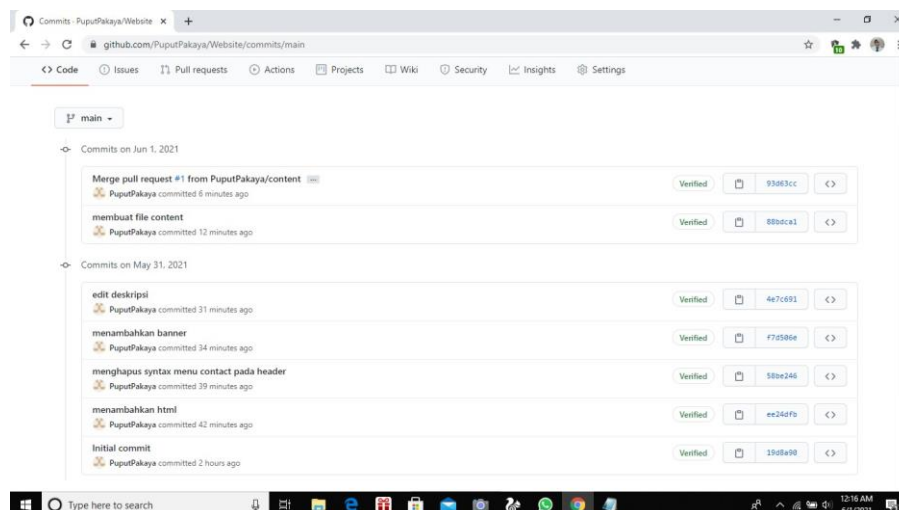 Commits · PuputPakaya/Website
github.com/PuputPakaya/Website/commits/main
Code Issues Pull requests Actions Projects Wiki Security Insights Settings
main
Commits on Jun 1, 2021
Merge pull request #1 from PuputPakaya/content ...
Verified 93d63cc
PuputPakaya committed 6 minutes ago
membuat file content
Verified 88bdca1
PuputPakaya committed 12 minutes ago
Commits on May 31, 2021
edit deskripsi
Verified 4e7c691
PuputPakaya committed 31 minutes ago
menambahkan banner
Verified f7d506e
PuputPakaya committed 34 minutes ago
menghapus syntax menu contact pada header
Verified 58be246
PuputPakaya committed 39 minutes ago
menambahkan html
Verified ee24dfb
PuputPakaya committed 42 minutes ago
Initial commit
Verified 19d8a90
PuputPakaya committed 2 hours ago
Type here to search
12:16 AM
6/1/2021